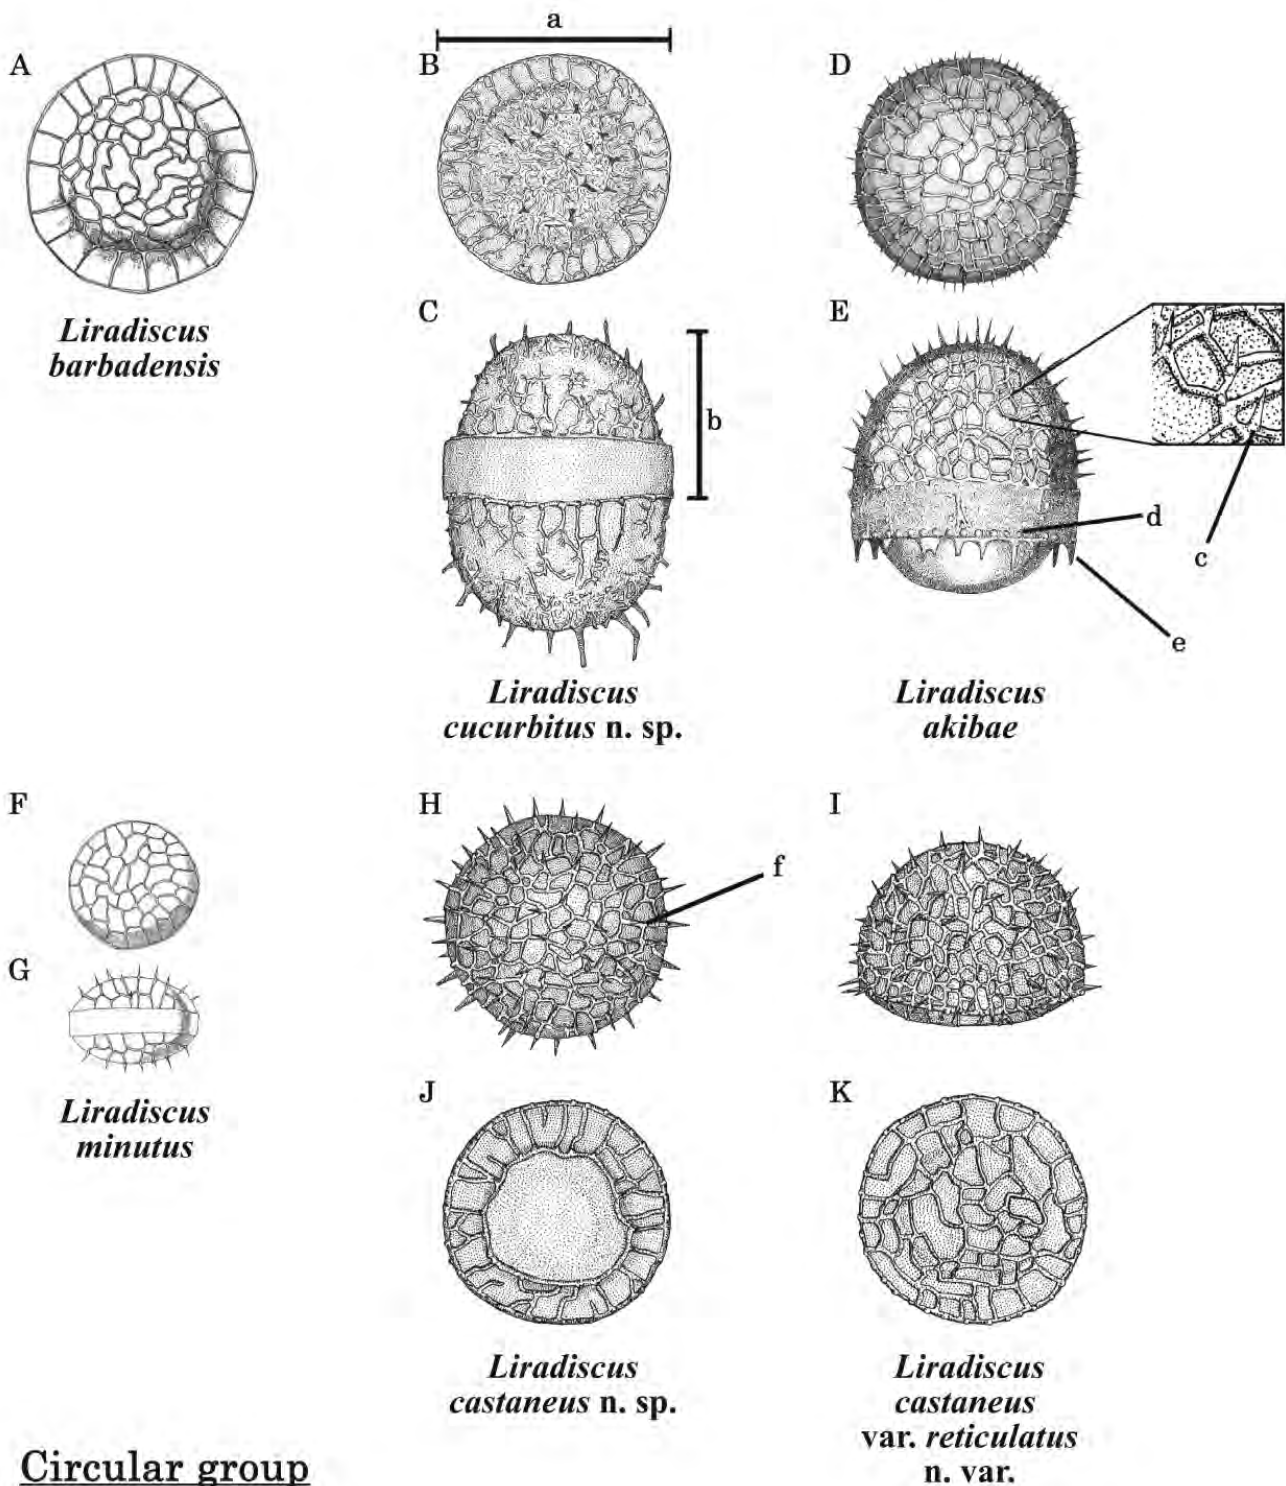 a
A
B
D
Liradiscus
barbadensis
C
b
E
c
d
e
Liradiscus
cucurbitus n. sp.
Liradiscus
akibae
F
H
I
f
G
Liradiscus
minutus
J
K
Liradiscus
castaneus n. sp.
Liradiscus
castaneus
var. reticulatus
n. var.
Circular group